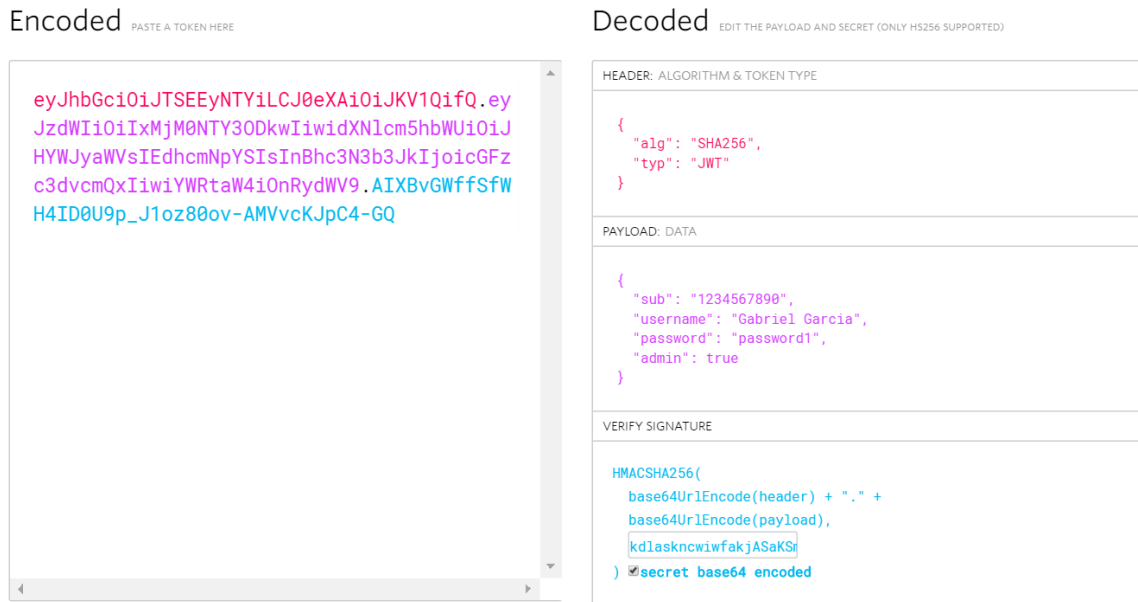 Encoded PASTE A TOKEN HERE
eyJhbGciOiJTSEEyNTYiLCJ0eXAiOiJKV1QifQ.ey
JzdWIiOiIxMjM0NTY3ODkwIiwidXNlcm5hbWUiOiJ
HYWJyaWVsIEdhcmNpYSIsInBhc3N3b3JkIjoicGFz
c3dvcmQxIiwiYWRtaW4iOnRydWV9.AIXBvGWffSfW
H4ID0U9p_J1oz80ov-AMVvcKJpC4-GQ
Decoded EDIT THE PAYLOAD AND SECRET (ONLY HS256 SUPPORTED)
HEADER: ALGORITHM & TOKEN TYPE
{
"alg": "SHA256",
"typ": "JWT"
}
PAYLOAD: DATA
{
"sub": "1234567890",
"username": "Gabriel Garcia",
"password": "password1",
"admin": true
}
VERIFY SIGNATURE
HMACSHA256(
base64UrlEncode(header) + "." +
base64UrlEncode(payload),
kdlaskncwiwfakjASaKSm
) secret base64 encoded